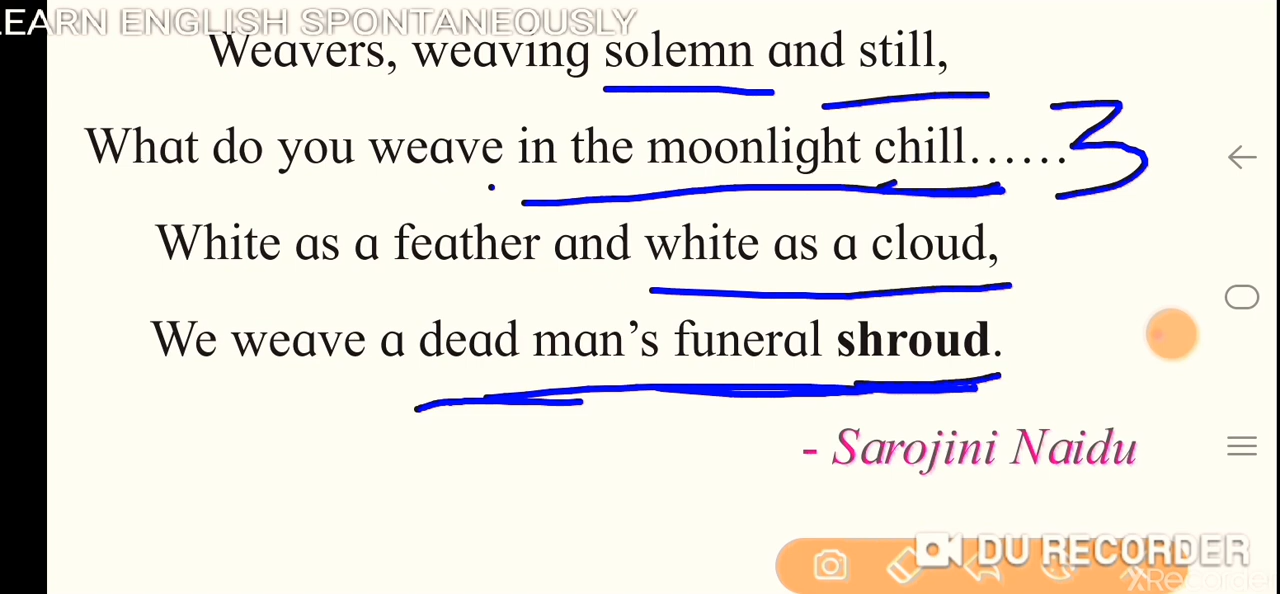 LEARN ENGLISH SPONTANEOUSLY
Weavers, weaving solemn and still,
What do you weave in the moonlight chill......3
White as a feather and white as a cloud,
We weave a dead man’s funeral shroud.
- Sarojini Naidu
DU RECORDER
XRecorder